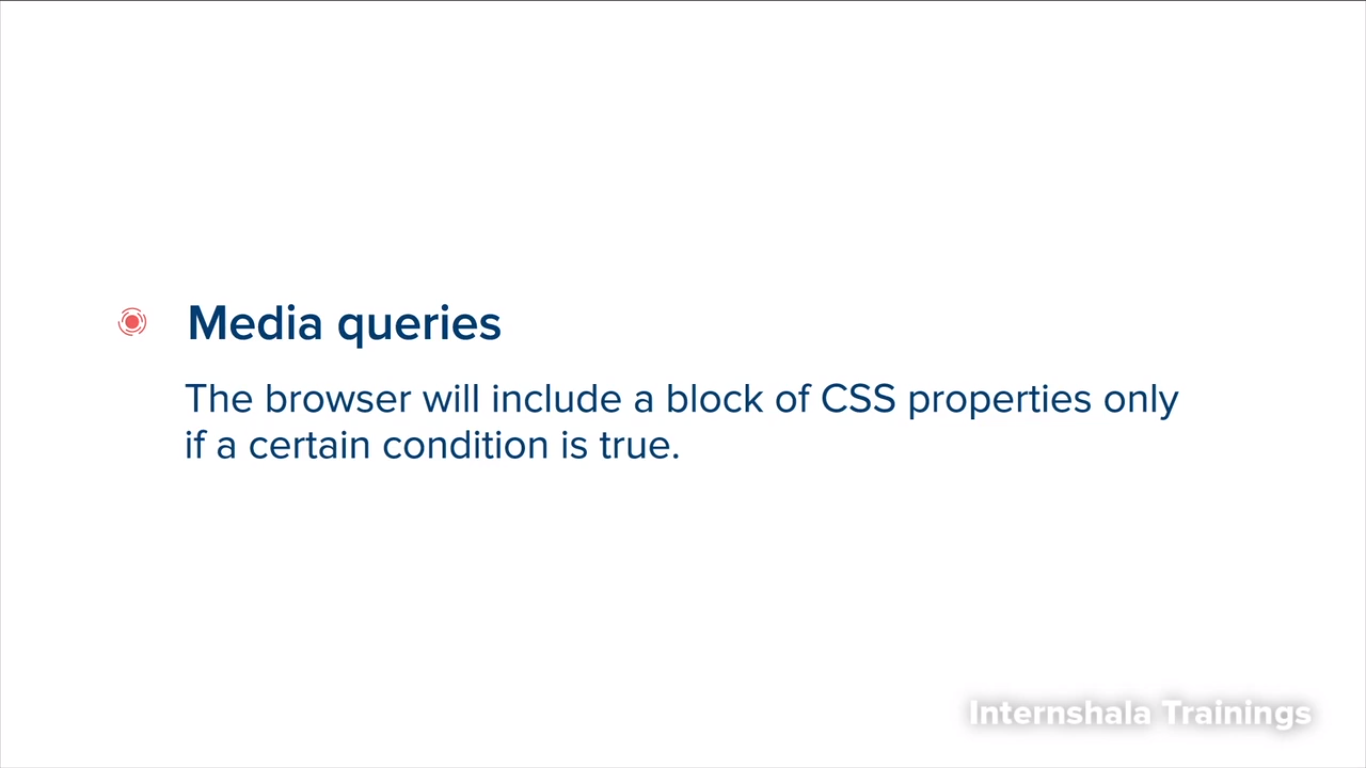 Media queries
The browser will include a block of CSS properties only
if a certain condition is true.
Internshala Trainings